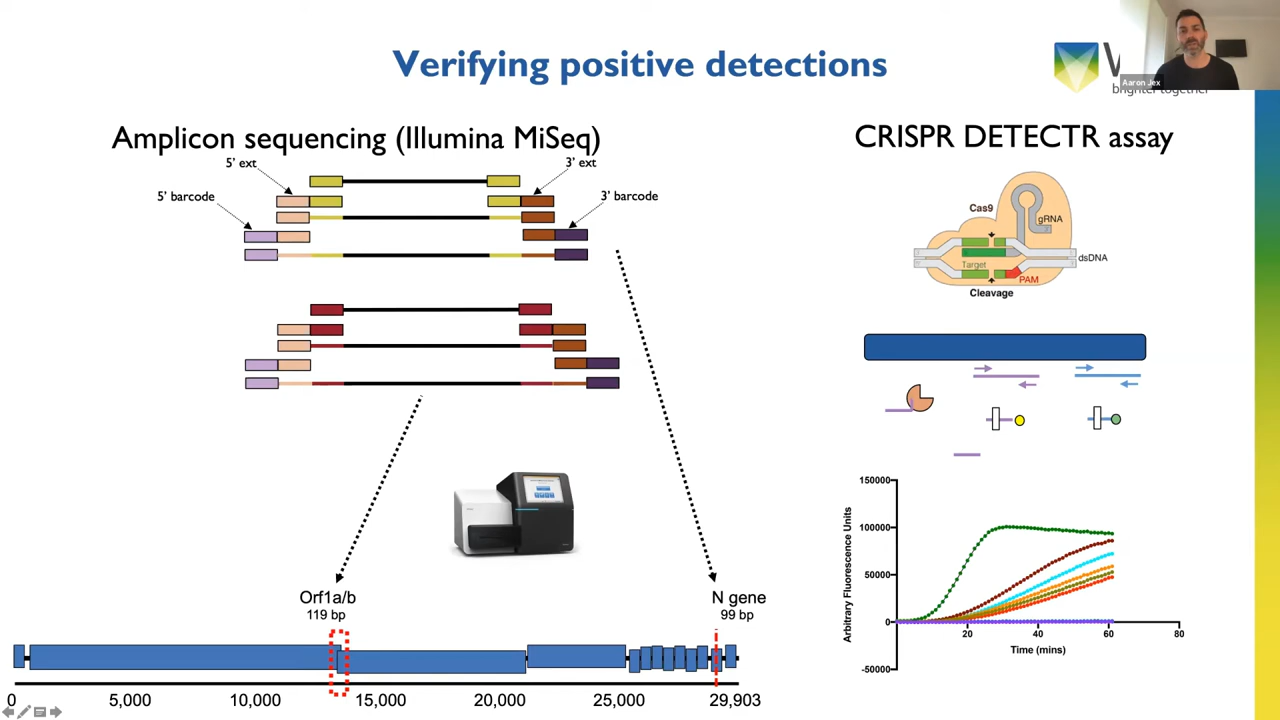 Verifying positive detections
Aaron Jex
brighter together
Amplicon sequencing (Illumina MiSeq)
5' ext
3' ext
5' barcode
3' barcode
Orf1a/b
119 bp
N gene
99 bp
0
5,000
10,000
15,000
20,000
25,000
29,903
CRISPR DETECTR assay
Cas9
gRNA
Target
dsDNA
PAM
Cleavage
150000
100000
50000
0
-50000
Arbitrary Fluorescence Units
20
40
60
80
Time (mins)